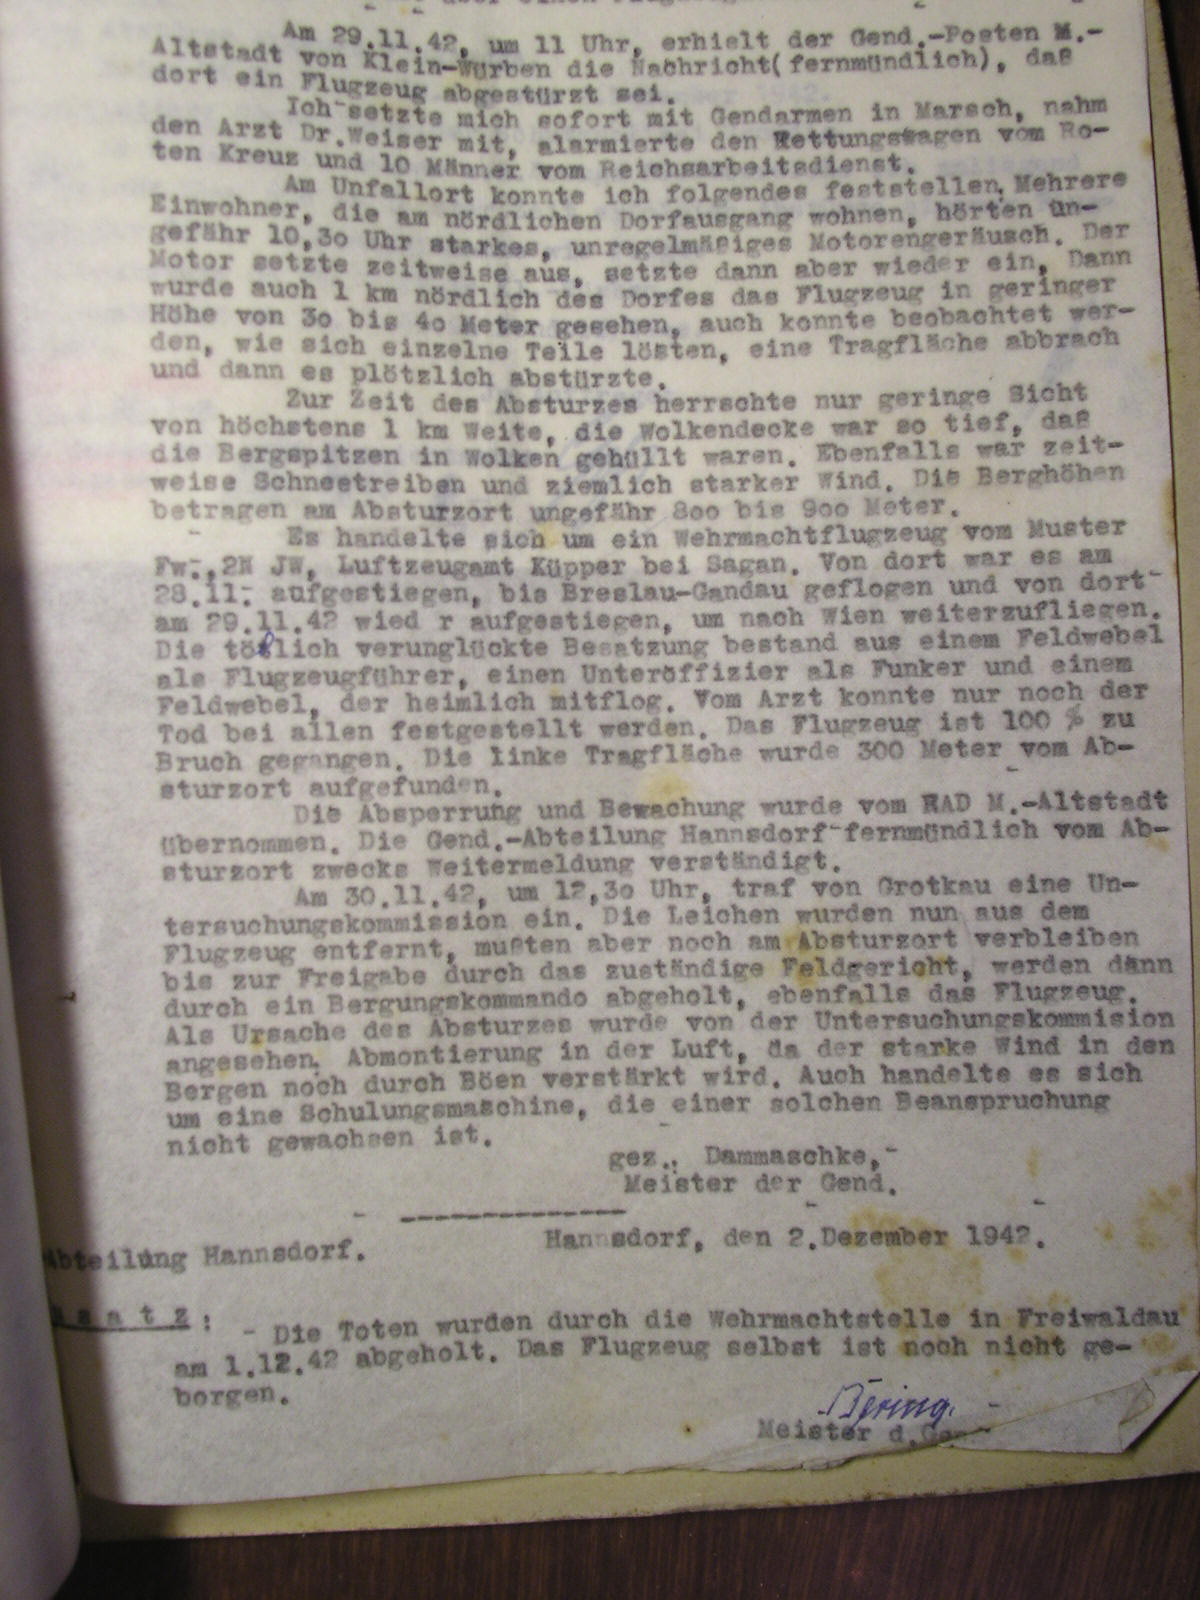 über einen
Am 29.11.42, um 11 Uhr, erhielt der Gend.-Posten M.-
Altstadt von Klein-Würben die Nachricht(fernmündlich), daß
dort ein Flugzeug abgestürzt sei.
Ich setzte mich sofort mit Gendarmen in Marsch, nahm
den Arzt Dr.Weiser mit, alarmierte den Rettungswagen vom Ro-
ten Kreuz und 10 Männer vom Reichsarbeitsdienst.
Am Unfallort konnte ich folgendes feststellen. Mehrere
Einwohner, die am nördlichen Dorfausgang wohnen, hörten un-
gefähr 10,30 Uhr starkes, unregelmäßiges Motorengeräusch. Der
Motor setzte zeitweise aus, setzte dann aber wieder ein. Dann
wurde auch 1 km nördlich des Dorfes das Flugzeug in geringer
Höhe von 30 bis 40 Meter gesehen, auch konnte beobachtet wer-
den, wie sich einzelne Teile lösten, eine Tragfläche abbrach
und dann es plötzlich abstürzte.
Zur Zeit des Absturzes herrschte nur geringe Sicht
von höchstens 1 km Weite, die Wolkendecke war so tief, daß
die Bergspitzen in Wolken gehüllt waren. Ebenfalls war zeit-
weise Schneetreiben und ziemlich starker Wind. Die Berghöhen
betragen am Absturzort ungefähr 800 bis 900 Meter.
Es handelte sich um ein Wehrmachtflugzeug vom Muster
Fw., 2N JW, Luftzeugamt Küpper bei Sagan. Von dort war es am
28.11. aufgestiegen, bis Breslau-Gandau geflogen und von dort
am 29.11.42 wied r aufgestiegen, um nach Wien weiterzufliegen.
Die tödlich verunglückte Besatzung bestand aus einem Feldwebel
als Flugzeugführer, einen Unteroffizier als Funker und einem
Feldwebel, der heimlich mitflog. Vom Arzt konnte nur noch der
Tod bei allen festgestellt werden. Das Flugzeug ist 100 % zu
Bruch gegangen. Die linke Tragfläche wurde 300 Meter vom Ab-
sturzort aufgefunden.
Die Absperrung und Bewachung wurde vom RAD M.-Altstadt
übernommen. Die Gend.-Abteilung Hannsdorf fernmündlich vom Ab-
sturzort zwecks Weitermeldung verständigt.
Am 30.11.42, um 12,30 Uhr, traf von Grotkau eine Un-
tersuchungskommission ein. Die Leichen wurden nun aus dem
Flugzeug entfernt, mußten aber noch am Absturzort verbleiben
bis zur Freigabe durch das zuständige Feldgericht, werden dann
durch ein Bergungskommando abgeholt, ebenfalls das Flugzeug.
Als Ursache des Absturzes wurde von der Untersuchungskommision
angesehen. Abmontierung in der Luft, da der starke Wind in den
Bergen noch durch Böen verstärkt wird. Auch handelte es sich
um eine Schulungsmaschine, die einer solchen Beanspruchung
nicht gewachsen ist.
gez.: Dammaschke,
Meister der Gend.
Hannsdorf, den 2.Dezember 1942.
Abteilung Hannsdorf.
s a t z :
Die Toten wurden durch die Wehrmachtstelle in Freiwaldau
am 1.12.42 abgeholt. Das Flugzeug selbst ist noch nicht ge-
borgen.
Meister d.